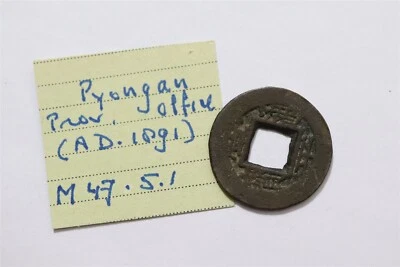 Pyongan
Prov. office
(A.D. 1891)
M 47.5.1